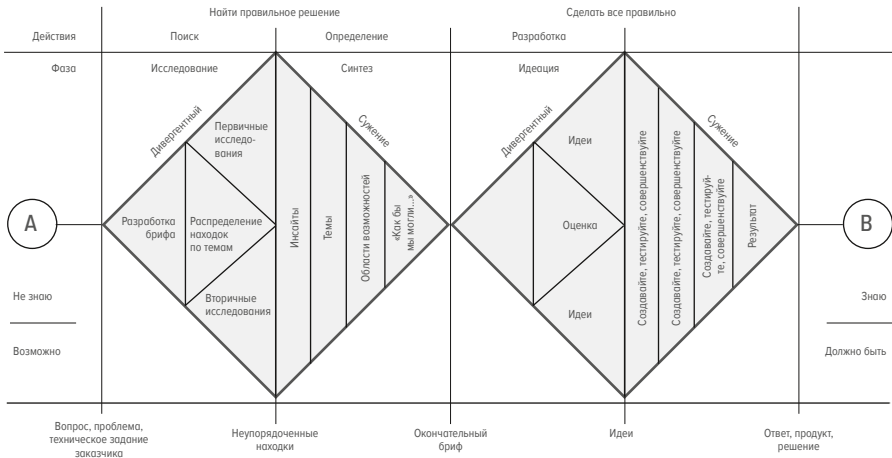 Найти правильное решение
Сделать все правильно
Действия
Поиск
Определение
Разработка
Фаза
Исследование
Синтез
Идеация
Дивергентный
Сужение
Дивергентный
Сужение
A
Разработка
брифа
Первичные
исследо-
вания
Распределение
находок
по темам
Вторичные
исследования
Инсайты
Темы
Области возможностей
«Как бы
мы могли...»
Идеи
Оценка
Идеи
Создавайте, тестируйте, совершенствуйте
Создавайте, тестируйте, совершенствуйте
Создавайте, тестируй-
те, совершенствуйте
Результат
B
Не знаю
Возможно
Знаю
Должно быть
Вопрос, проблема,
техническое задание
заказчика
Неупорядоченные
находки
Окончательный
бриф
Идеи
Ответ, продукт,
решение